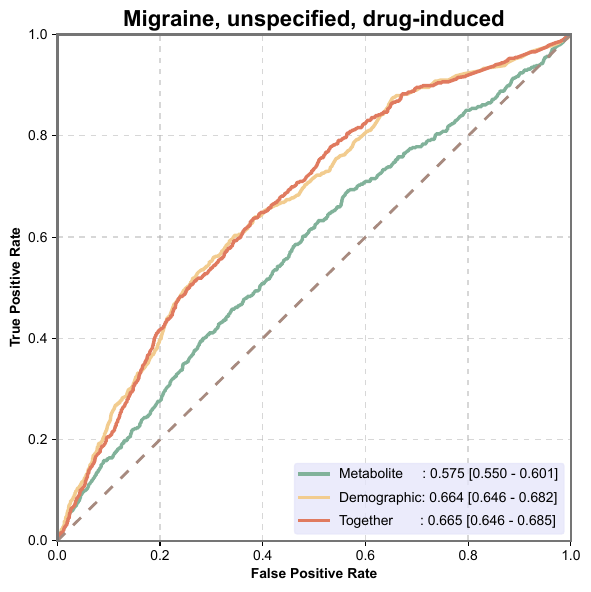 Migraine, unspecified, drug-induced
1.0
0.8
0.6
0.4
0.2
0.0
True Positive Rate
Metabolite : 0.575 [0.550 - 0.601]
Demographic: 0.664 [0.646 - 0.682]
Together : 0.665 [0.646 - 0.685]
0.0 0.2 0.4 0.6 0.8 1.0
False Positive Rate